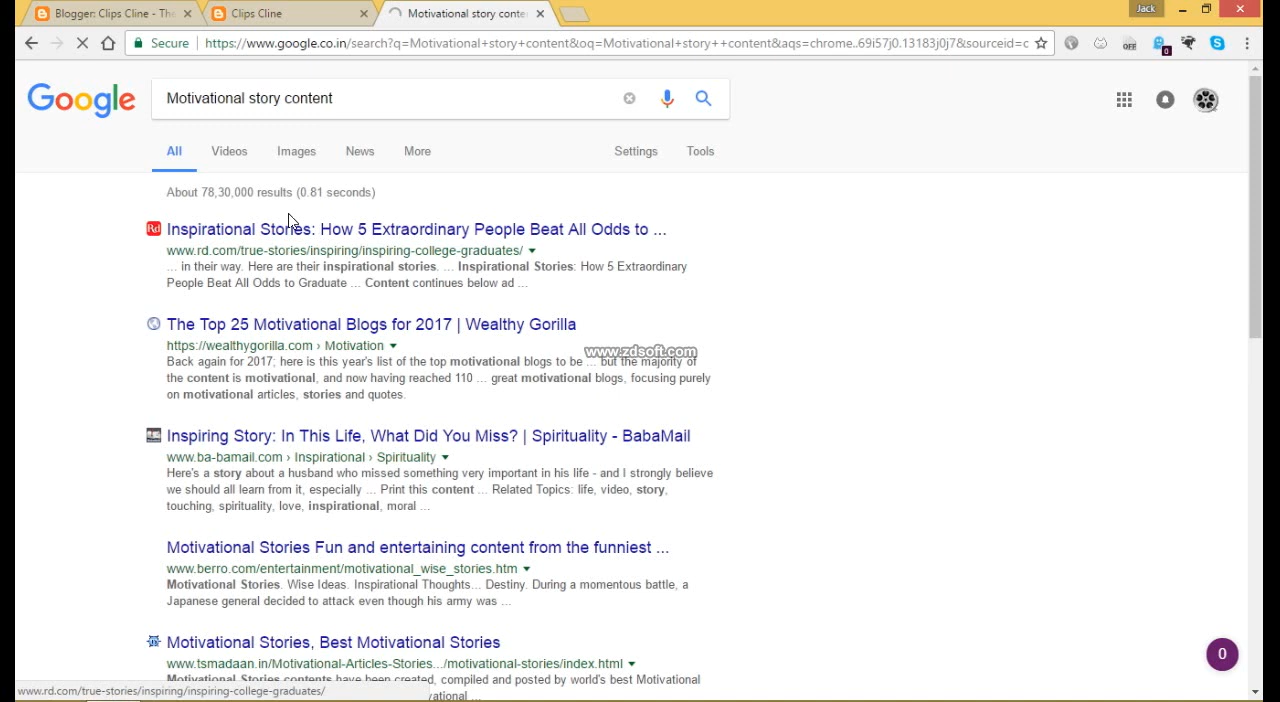 Blogger: Clips Cline - The
Clips Cline
Motivational story conte
Jack
Secure
https://www.google.co.in/search?q=Motivational+story+content&oq=Motivational+story++content&aqs=chrome..69i57j0.13183j0j7&sourceid=c
OFF
0
Google
Motivational story content
All
Videos
Images
News
More
Settings
Tools
About 78,30,000 results (0.81 seconds)
Rd
Inspirational Stories: How 5 Extraordinary People Beat All Odds to ...
www.rd.com/true-stories/inspiring/inspiring-college-graduates/
... in their way. Here are their inspirational stories. ... Inspirational Stories: How 5 Extraordinary
People Beat All Odds to Graduate ... Content continues below ad ...
The Top 25 Motivational Blogs for 2017 | Wealthy Gorilla
https://wealthygorilla.com › Motivation
www.zdsoft.com
Back again for 2017; here is this year's list of the top motivational blogs to be ... but the majority of
the content is motivational, and now having reached 110 ... great motivational blogs, focusing purely
on motivational articles, stories and quotes.
Inspiring Story: In This Life, What Did You Miss? | Spirituality - BabaMail
www.ba-bamail.com › Inspirational › Spirituality
Here's a story about a husband who missed something very important in his life - and I strongly believe
we should all learn from it, especially ... Print this content ... Related Topics: life, video, story,
touching, spirituality, love, inspirational, moral ...
Motivational Stories Fun and entertaining content from the funniest ...
www.berro.com/entertainment/motivational_wise_stories.htm
Motivational Stories. Wise Ideas. Inspirational Thoughts... Destiny. During a momentous battle, a
Japanese general decided to attack even though his army was ...
Motivational Stories, Best Motivational Stories
www.tsmadaan.in/Motivational-Articles-Stories.../motivational-stories/index.html
0
Motivational Stories contents have been created, compiled and posted by world's best Motivational
www.rd.com/true-stories/inspiring/inspiring-college-graduates/
vational ...